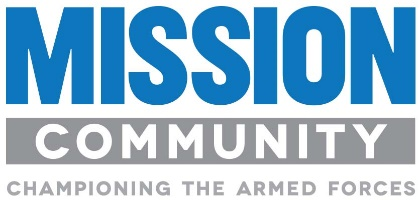 MISSION
COMMUNITY
CHAMPIONING THE ARMED FORCES